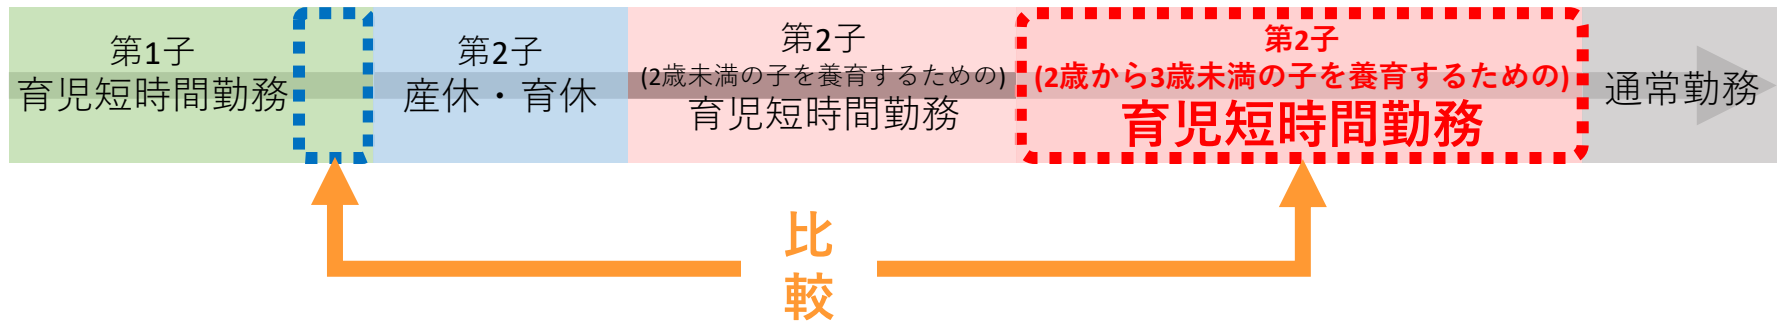 第1子
育児短時間勤務
第2子
産休・育休
第2子
(2歳未満の子を養育するための)
育児短時間勤務
第2子
(2歳から3歳未満の子を養育するための)
育児短時間勤務
通常勤務
比
較